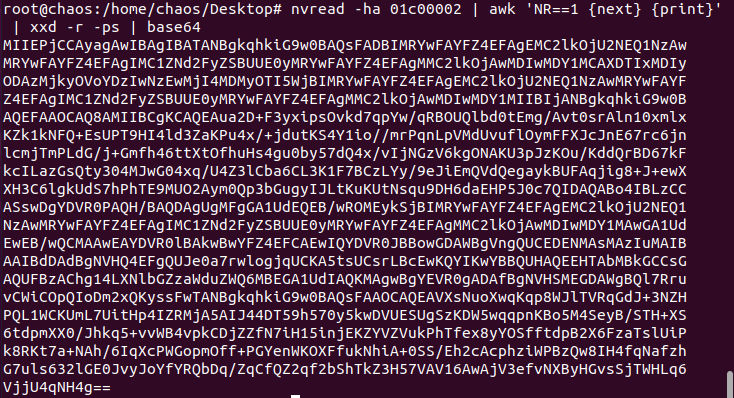 root@chaos:/home/chaos/Desktop# nvread -ha 01c00002 | awk 'NR==1 {next} {print}'
| xxd -r -ps | base64
MIIEPjCCAyagAwIBAgIBATANBgkqhkiG9w0BAQsFADBIMRYwFAYFZ4EFAgEMC2lkOjU2NEQ1NzAw
MRYwFAYFZ4EFAgIMC1ZNd2FyZSBUUE0yMRYwFAYFZ4EFAgMMC2lkOjAwMDIwMDY1MCAXDTIxMDIy
ODAzMjkyOVoYDzIwNzEwMjI4MDMyOTI5WjBIMRYwFAYFZ4EFAgEMC2lkOjU2NEQ1NzAwMRYwFAYF
Z4EFAgIMC1ZNd2FyZSBUUE0yMRYwFAYFZ4EFAgMMC2lkOjAwMDIwMDY1MIIBIjANBgkqhkiG9w0B
AQEFAAOCAQ8AMIIBCgKCAQEAua2D+F3yxipsOvkd7qpYw/qRBOUQlbd0tEmg/Avt0srAln10xmlx
KZk1kNFQ+EsUPT9HI4ld3ZaKPu4x/+jdutKS4Y1io//mrPqnLpVMdUvuflOymFFXJcJnE67rc6jn
lcmjTmPLdG/j+Gmfh46ttXtOfhuHs4gu0by57dQ4x/vIjNGzV6kgONAKU3pJzKOu/KddQrBD67kF
kcILazGsQty304MJwG04xq/U4Z3lCba6CL3K1F7BCzLYy/9eJiEmQVdQegaykBUFAqjig8+J+ewX
XH3C6lgkUdS7hPhTE9MUO2Aym0Qp3bGugyIJLtKuKUtNsqu9DH6daEHP5J0c7QIDAQABo4IBLzCC
ASswDgYDVR0PAQH/BAQDAgUgMFgGA1UdEQEB/wROMEykSjBIMRYwFAYFZ4EFAgEMC2lkOjU2NEQ1
NzAwMRYwFAYFZ4EFAgIMC1ZNd2FyZSBUUE0yMRYwFAYFZ4EFAgMMC2lkOjAwMDIwMDY1MAwGA1Ud
EwEB/wQCMAAwEAYDVR0lBAkwBwYFZ4EFCAEwIQYDVR0JBBowGDAWBgVngQUCEDENMAsMAzIuMAIB
AAIBdDAdBgNVHQ4EFgQUJe0a7rwlogjqUCKA5tsUCsrLBcEwKQYIKwYBBQUHAQEEHTAbMBkGCCsG
AQUFBzAChg14LXNlbGZzaWduZWQ6MBEGA1UdIAQKMAgwBgYEVR0gADAfBgNVHSMEGDAWgBQl7Rru
vCWiCOpQIoDm2xQKyssFwTANBgkqhkiG9w0BAQsFAAOCAQEAVXsNuoXwqKqp8WJlTVRqGdJ+3NZH
PQL1WCKUmL7UitHp4IZRMjA5AIJ44DT59h570y5kwDVUESUgSzKDW5wqqpnKBo5M4SeyB/STH+XS
6tdpmXX0/Jhkq5+vvWB4vpkCDjZZfN7iH15injEKZYVZVukPhTfex8yYOSfftdpB2X6FzaTslUiP
k8RKt7a+NAh/6IqXcPWGopmOff+PGYenWKOXFfukNhiA+0SS/Eh2cAcphziWPBzQw8IH4fqNafzh
G7uls632lGE0JvyJoYfYRQbDq/ZqCfQZ2qf2bShTkZ3H57VAV16AwAjV3efvNXByHGvsSjTWHLq6
VjjU4qNH4g==